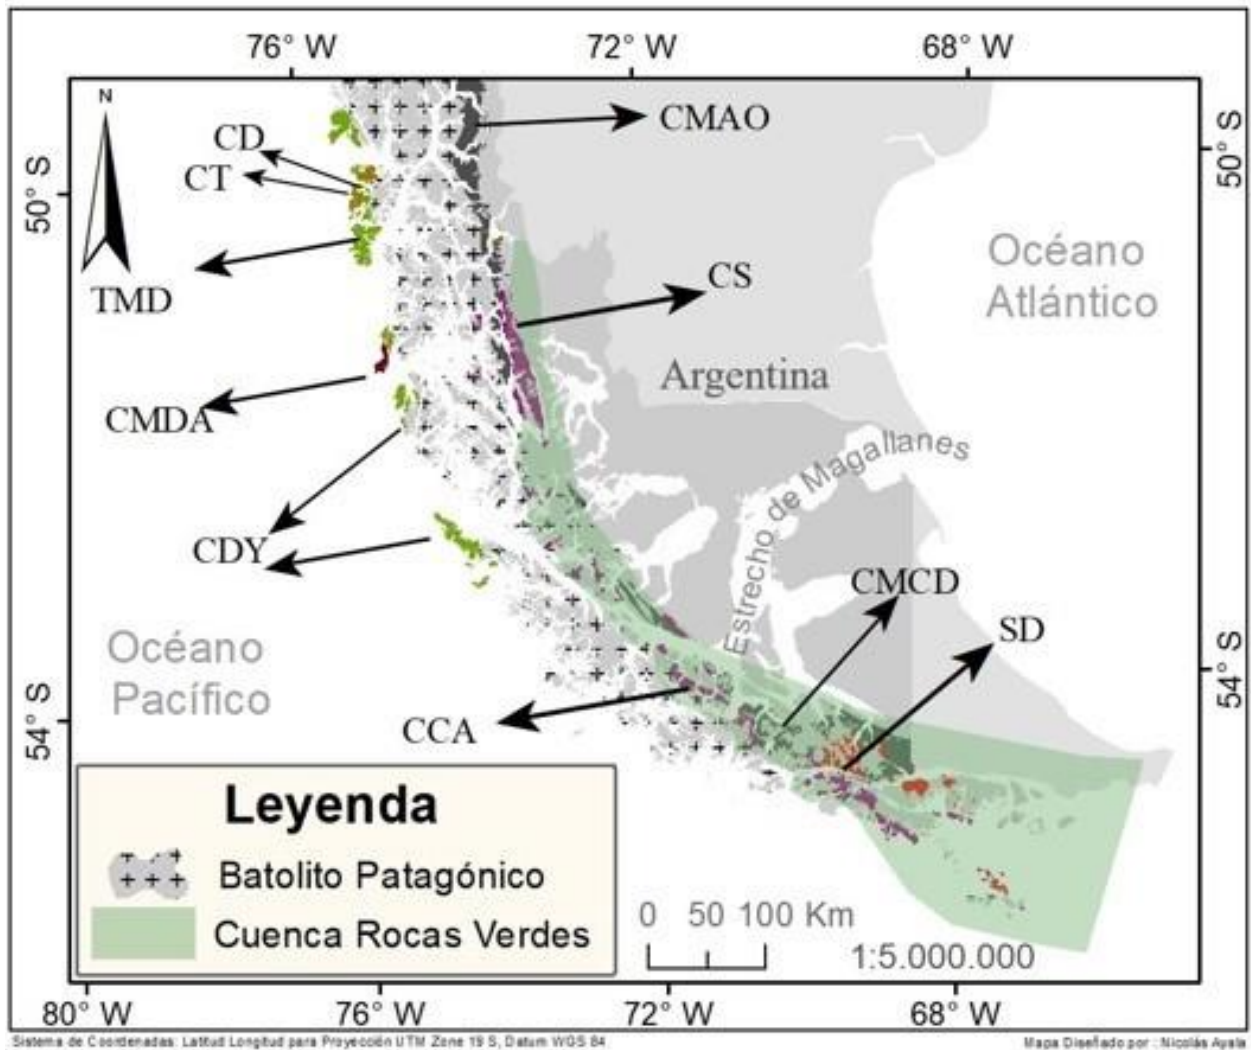 76° W 72° W 68° W
N
50° S
50° S
CMAO
CD
CT
TMD
CS
Océano
Atlántico
Argentina
CMDA
Estrecho de Magallanes
CDY
CMCD
SD
Océano
Pacífico
CCA
54° S
54° S
Leyenda
Batolito Patagónico
Cuenca Rocas Verdes
0 50 100 Km
1:5.000.000
80° W 76° W 72° W 68° W
Sistema de Coordenadas: Latitud Longitud para Proyección UTM Zone 19 S, Datum WGS 84
Mapa Diseñado por : Nicolás Ayala